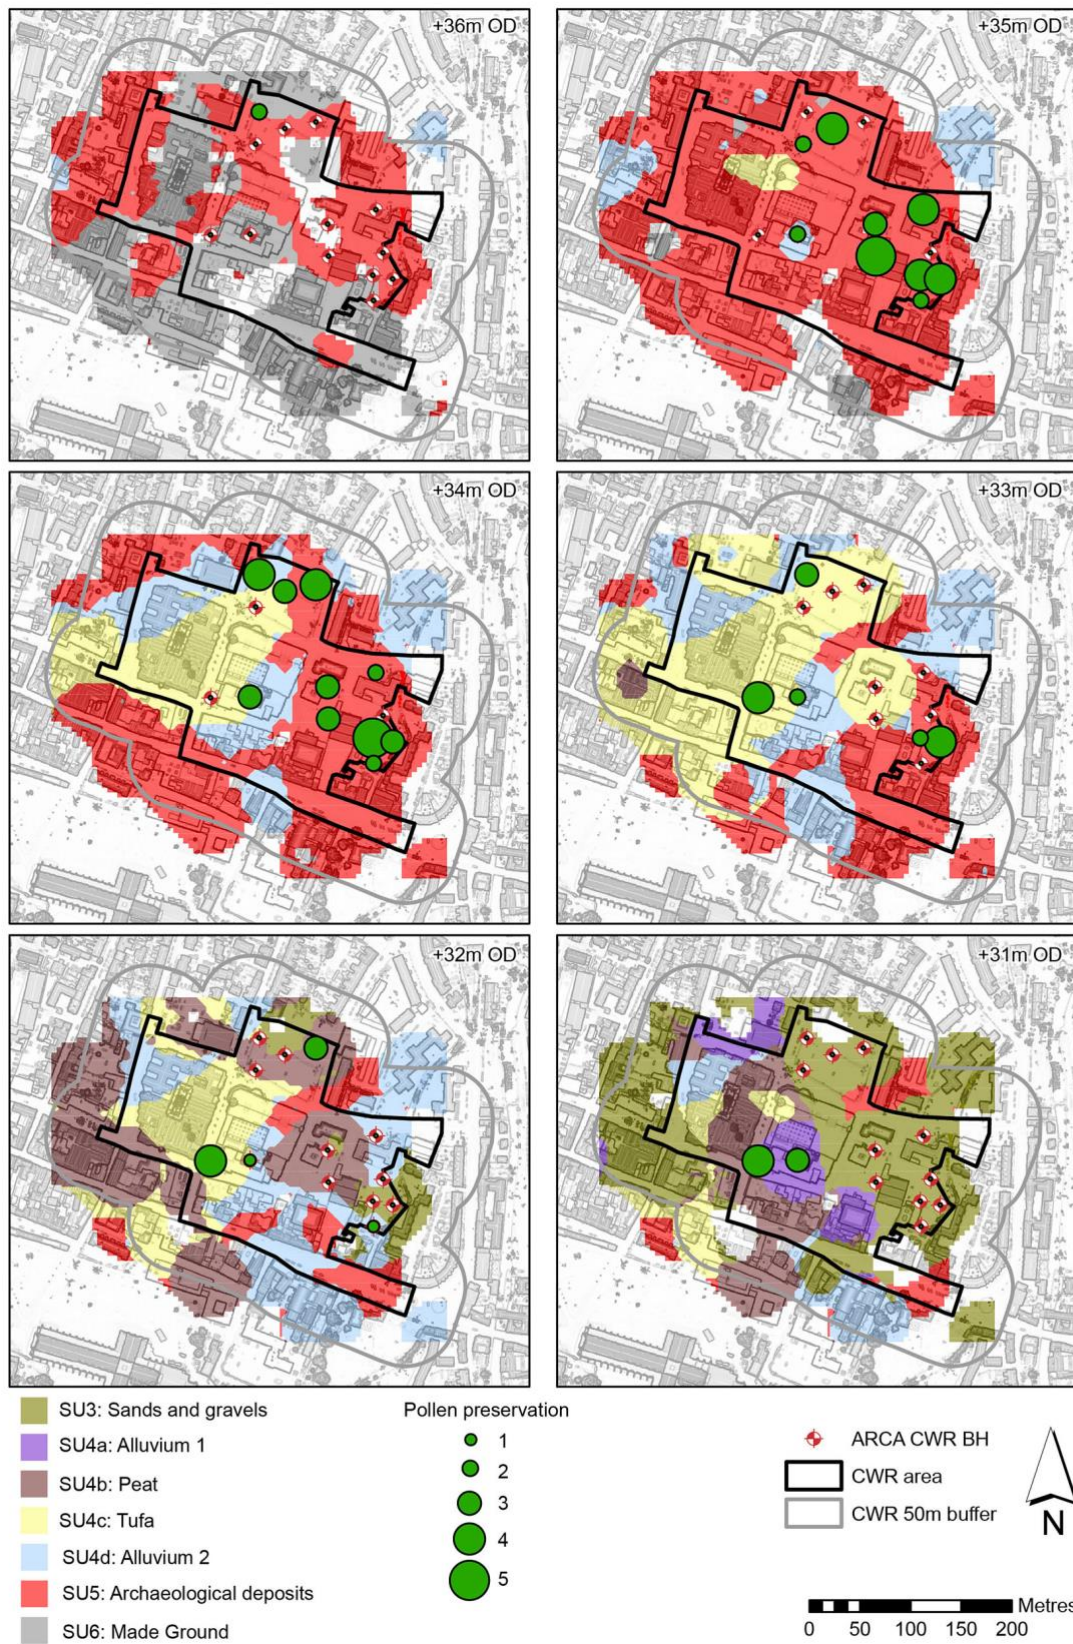 +36m OD
+35m OD
+34m OD
+33m OD
+32m OD
+31m OD
SU3: Sands and gravels
SU4a: Alluvium 1
SU4b: Peat
SU4c: Tufa
SU4d: Alluvium 2
SU5: Archaeological deposits
SU6: Made Ground
Pollen preservation
1
2
3
4
5
ARCA CWR BH
CWR area
CWR 50m buffer
N
Metres
0 50 100 150 200